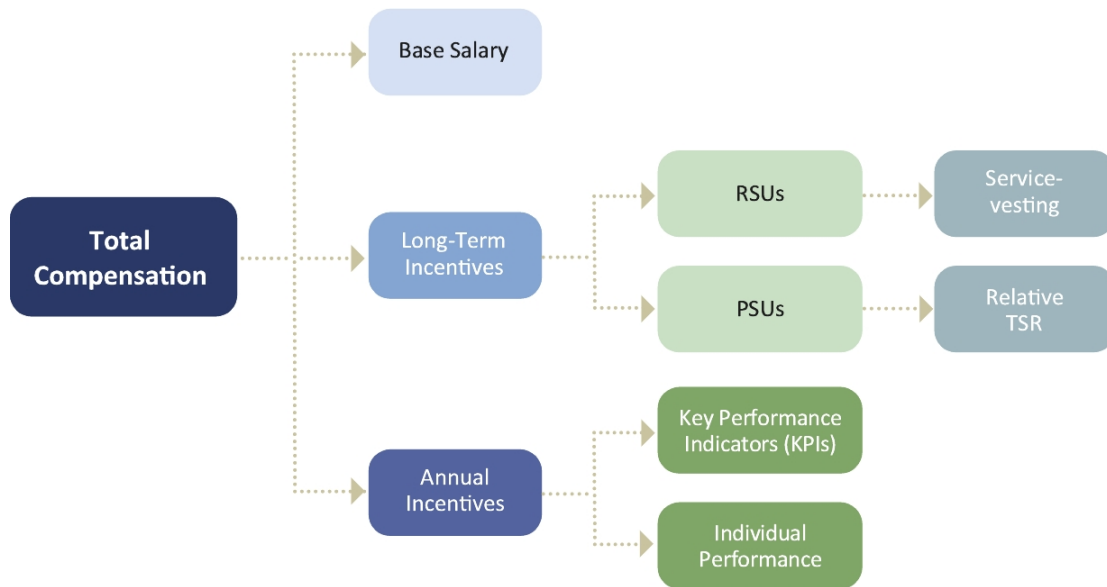 Base Salary
Total
Compensation
Long-Term
Incentives
RSUs
Service-
vesting
PSUs
Relative
TSR
Annual
Incentives
Key Performance
Indicators (KPIs)
Individual
Performance